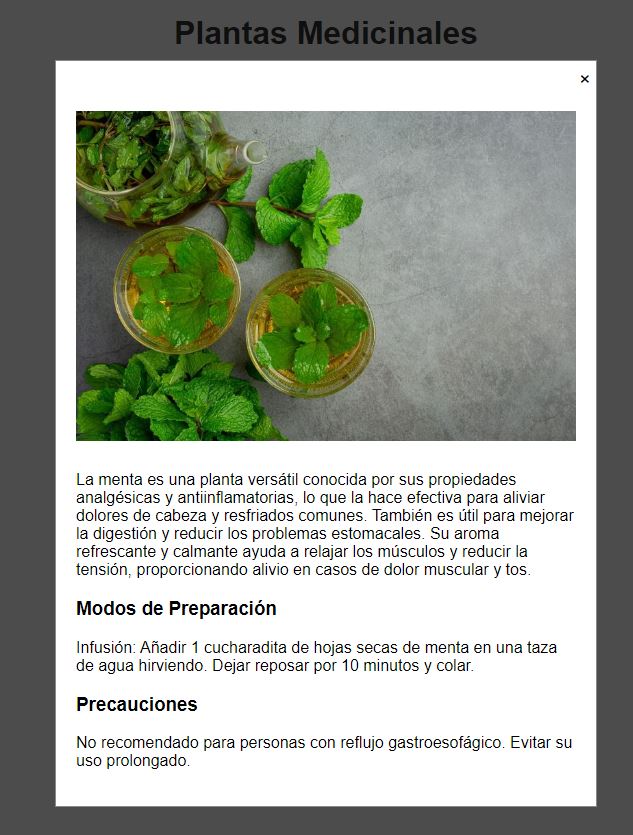 Plantas Medicinales
×
La menta es una planta versátil conocida por sus propiedades
analgésicas y antiinflamatorias, lo que la hace efectiva para aliviar
dolores de cabeza y resfriados comunes. También es útil para mejorar
la digestión y reducir los problemas estomacales. Su aroma
refrescante y calmante ayuda a relajar los músculos y reducir la
tensión, proporcionando alivio en casos de dolor muscular y tos.
Modos de Preparación
Infusión: Añadir 1 cucharadita de hojas secas de menta en una taza
de agua hirviendo. Dejar reposar por 10 minutos y colar.
Precauciones
No recomendado para personas con reflujo gastroesofágico. Evitar su
uso prolongado.